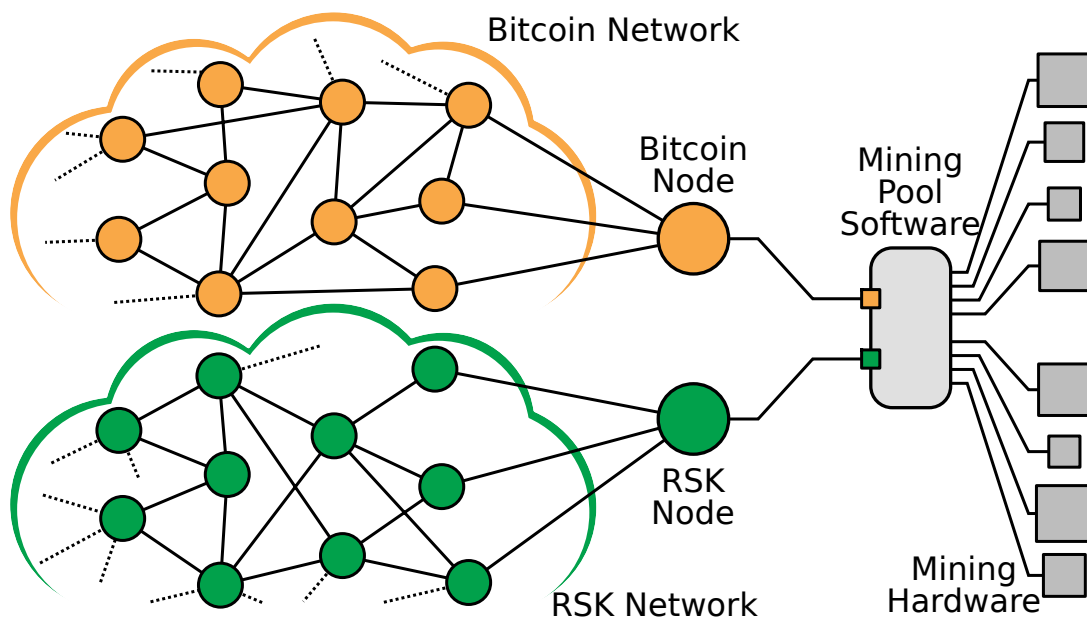 Bitcoin Network
Bitcoin
Node
Mining
Pool
Software
RSK
Node
Mining
Hardware
RSK Network